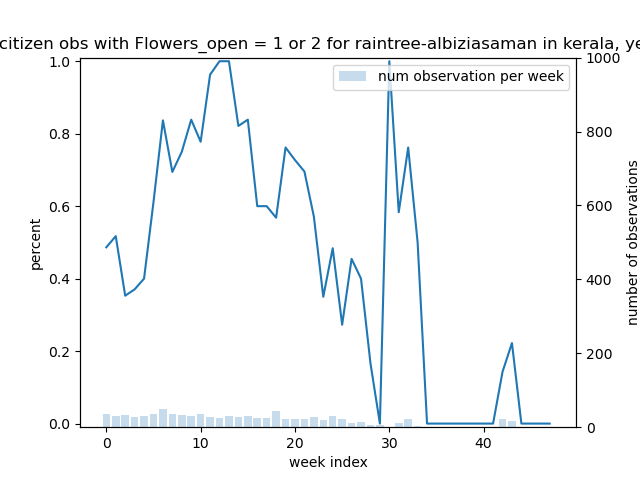 citizen obs with Flowers_open = 1 or 2 for raintree-albiziasaman in kerala, ye
num observation per week
1.0
0.8
0.6
0.4
0.2
0.0
percent
1000
800
600
400
200
0
number of observations
0 10 20 30 40
week index